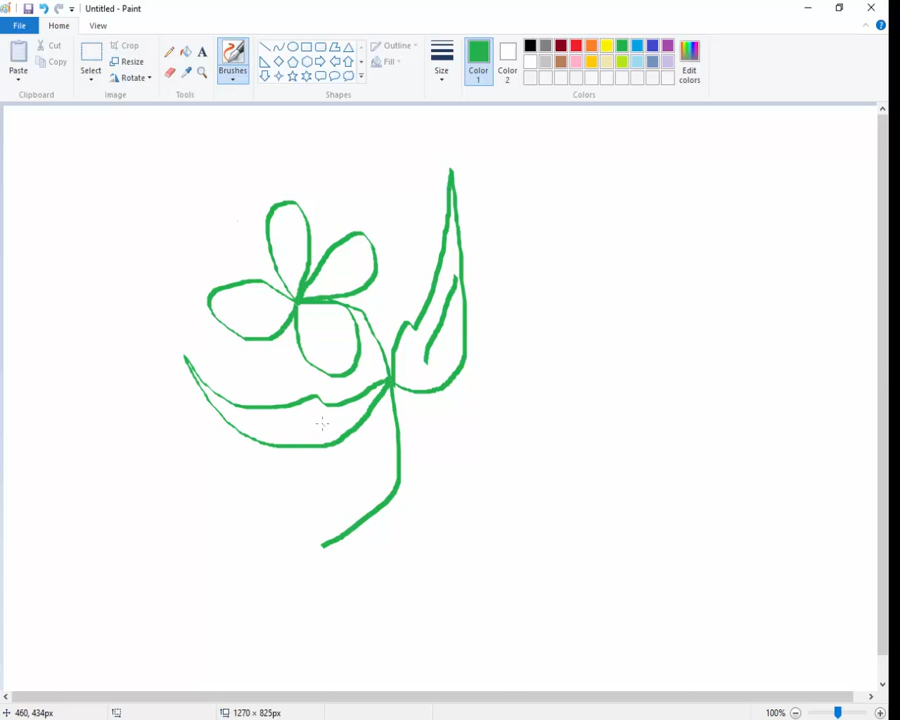 Untitled - Paint
File Home View
Paste
Cut
Copy
Clipboard
Select
Crop
Resize
Rotate
Image
A
Tools
Brushes
Outline
Fill
Shapes
Size
Color 1
Color 2
Edit colors
Colors
460, 434px
1270 × 825px
100%